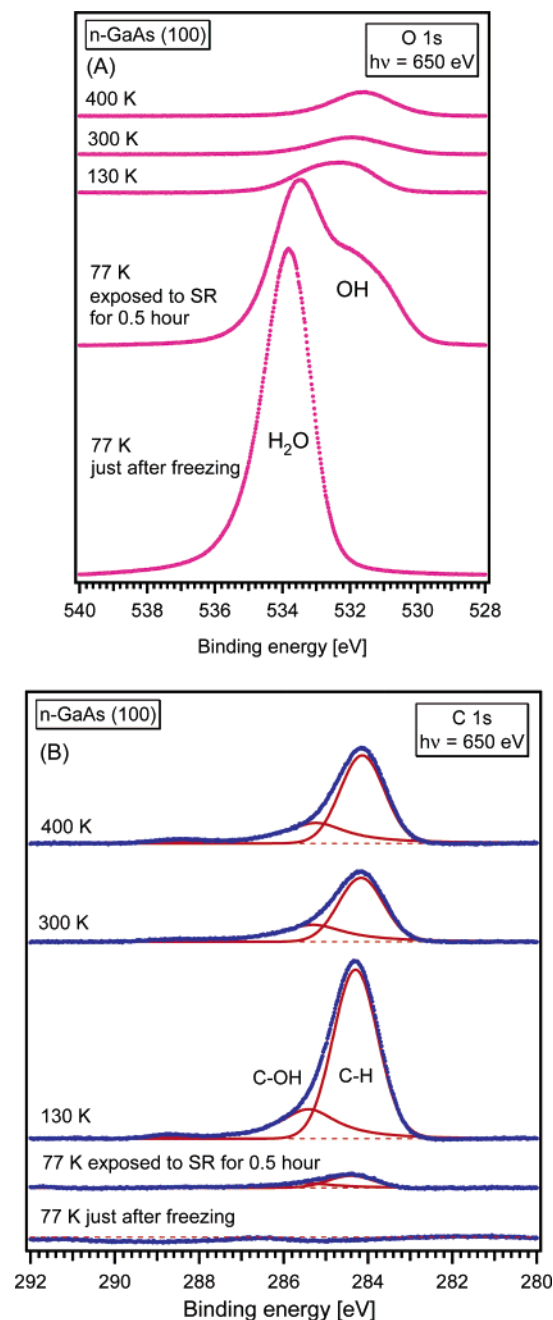 n-GaAs (100)
O 1s
hν = 650 eV
(A)
400 K
300 K
130 K
77 K
exposed to SR
for 0.5 hour
OH
77 K
just after freezing
H₂O
540 538 536 534 532 530 528
Binding energy [eV]
n-GaAs (100)
C 1s
hν = 650 eV
(B)
400 K
300 K
C-OH
C-H
130 K
77 K exposed to SR for 0.5 hour
77 K just after freezing
292 290 288 286 284 282 280
Binding energy [eV]